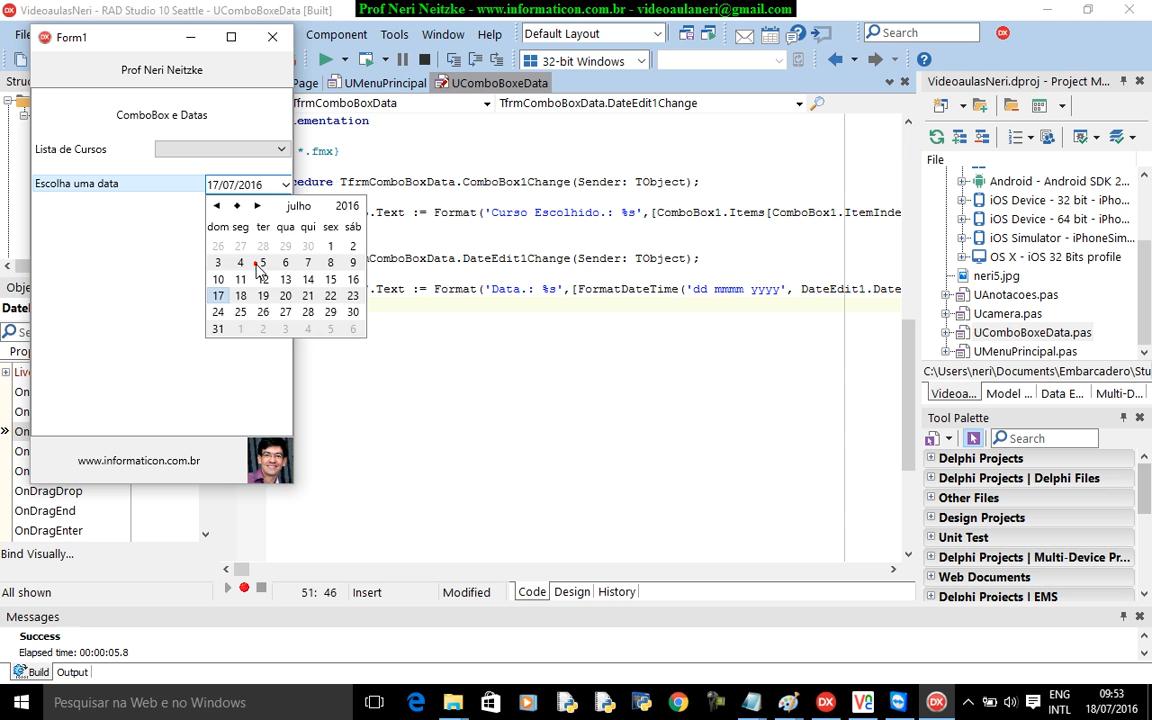 VideoaulasNeri - RAD Studio 10 Seattle - UComboBoxeData [Built]
Prof Neri Neitzke - www.informaticon.com.br - videoaulaneri@gmail.com
Component Tools Window Help
Default Layout
Search
32-bit Windows
Page UMenuPrincipal UComboBoxeData
VideoaulasNeri.dproj - Project M...
Form1
Prof Neri Neitzke
ComboBox e Datas
Lista de Cursos
Escolha uma data 17/07/2016
julho 2016
dom seg ter qua qui sex sáb
26 27 28 29 30 1 2
3 4 5 6 7 8 9
10 11 12 13 14 15 16
17 18 19 20 21 22 23
24 25 26 27 28 29 30
31 1 2 3 4 5 6
www.informaticon.com.br
TfrmComboBoxData
TfrmComboBoxData.DateEdit1Change
lementation
*.fmx}
cedure TfrmComboBoxData.ComboBox1Change(Sender: TObject);
.Text := Format('Curso Escolhido.: %s',[ComboBox1.Items[ComboBox1.ItemInde
mComboBoxData.DateEdit1Change(Sender: TObject);
.Text := Format('Data.: %s',[FormatDateTime('dd mmmm yyyy', DateEdit1.Date
OnDragDrop
OnDragEnd
OnDragEnter
Bind Visually...
All shown
51: 46 Insert Modified Code Design History
File
Android - Android SDK 2...
iOS Device - 32 bit - iPho...
iOS Device - 64 bit - iPho...
iOS Simulator - iPhoneSim...
OS X - iOS 32 Bits profile
neri5.jpg
UAnotacoes.pas
Ucamera.pas
UComboBoxeData.pas
UMenuPrincipal.pas
C:\Users\neri\Documents\Embarcadero\Stu
Videoa... Model ... Data E... Multi-D...
Tool Palette
Search
Delphi Projects
Delphi Projects | Delphi Files
Other Files
Design Projects
Unit Test
Delphi Projects | Multi-Device Pr...
Web Documents
Delphi Projects | EMS
Messages
Success
Elapsed time: 00:00:05.8
Build Output
Pesquisar na Web e no Windows
ENG
INTL
09:53
18/07/2016